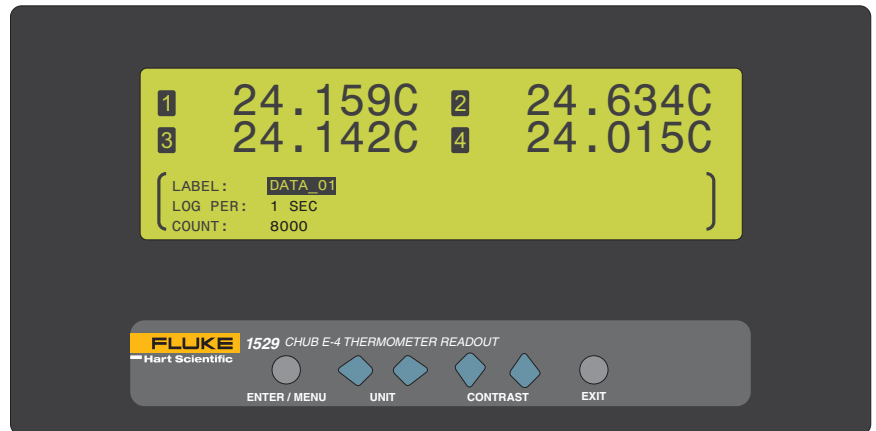 1 24.159C 2 24.634C
3 24.142C 4 24.015C
LABEL: DATA_01
LOG PER: 1 SEC
COUNT: 8000
FLUKE 1529 CHUB E-4 THERMOMETER READOUT
Hart Scientific
ENTER / MENU UNIT CONTRAST EXIT